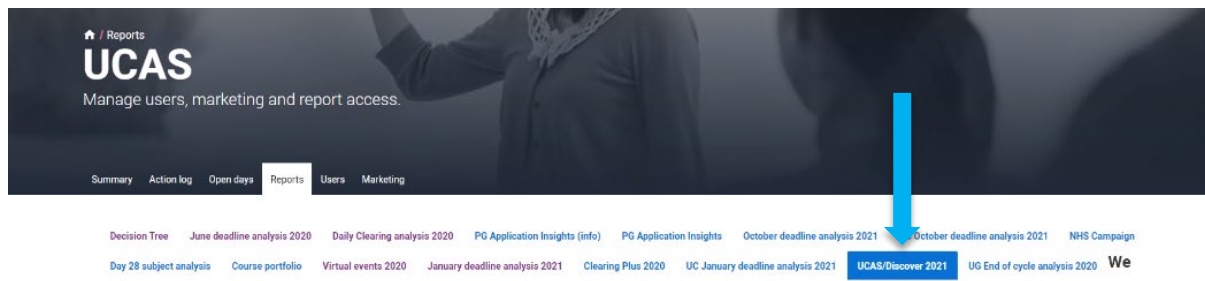 / Reports
UCAS
Manage users, marketing and report access.
Summary Action log Open days Reports Users Marketing
Decision Tree June deadline analysis 2020 Daily Clearing analysis 2020 PG Application Insights (info) PG Application Insights October deadline analysis 2021 October deadline analysis 2021 NHS Campaign
Day 28 subject analysis Course portfolio Virtual events 2020 January deadline analysis 2021 Clearing Plus 2020 UC January deadline analysis 2021 UCAS/Discover 2021 UG End of cycle analysis 2020 We